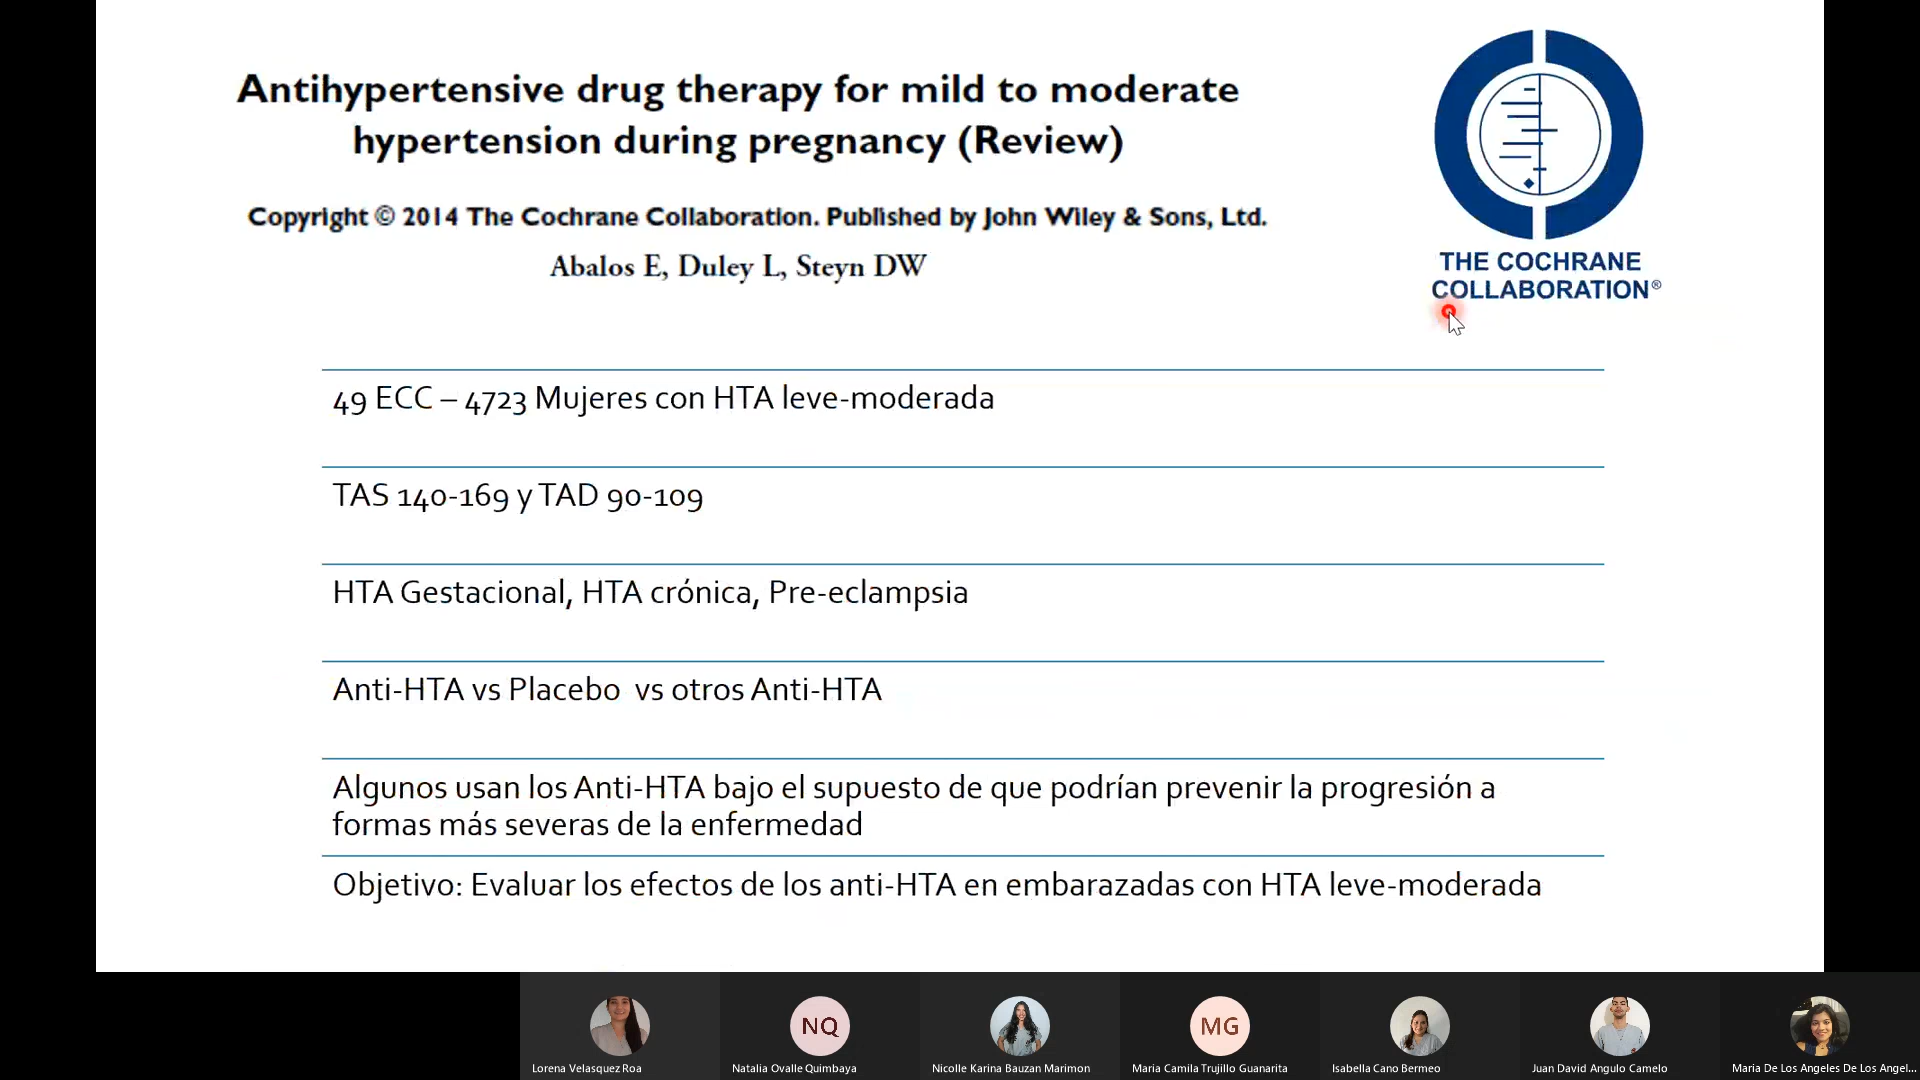 Antihypertensive drug therapy for mild to moderate
hypertension during pregnancy (Review)
Copyright © 2014 The Cochrane Collaboration. Published by John Wiley & Sons, Ltd.
Abalos E, Duley L, Steyn DW
THE COCHRANE
COLLABORATION®
49 ECC – 4723 Mujeres con HTA leve-moderada
TAS 140-169 y TAD 90-109
HTA Gestacional, HTA crónica, Pre-eclampsia
Anti-HTA vs Placebo vs otros Anti-HTA
Algunos usan los Anti-HTA bajo el supuesto de que podrían prevenir la progresión a
formas más severas de la enfermedad
Objetivo: Evaluar los efectos de los anti-HTA en embarazadas con HTA leve-moderada
NQ
MG
Lorena Velasquez Roa
Natalia Ovalle Quimbaya
Nicolle Karina Bauzan Marimon
Maria Camila Trujillo Guanarita
Isabella Cano Bermeo
Juan David Angulo Camelo
Maria De Los Angeles De Los Angel...